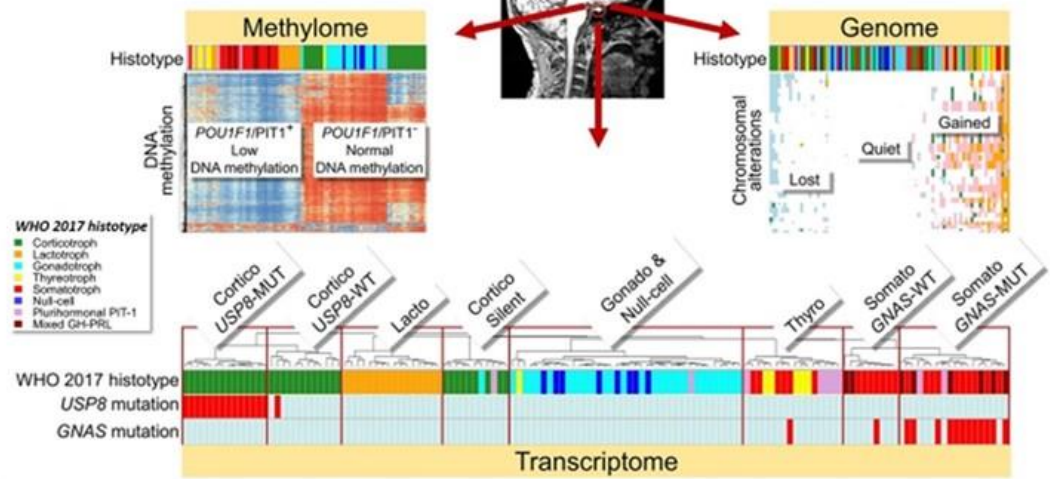 Methylome
Histotype
DNA
methylation
POU1F1/PIT1+
Low
DNA methylation
POU1F1/PIT1-
Normal
DNA methylation
Genome
Histotype
Chromosomal
alterations
Lost
Quiet
Gained
WHO 2017 histotype
Corticotroph
Lactotroph
Gonadotroph
Thyreotroph
Somatotroph
Null-cell
Plurihormonal PIT-1
Mixed GH-PRL
Cortico
USP8-MUT
Cortico
USP8-WT
Lacto
Cortico
Silent
Gonado &
Null-cell
Thyro
Somato
GNAS-WT
Somato
GNAS-MUT
WHO 2017 histotype
USP8 mutation
GNAS mutation
Transcriptome